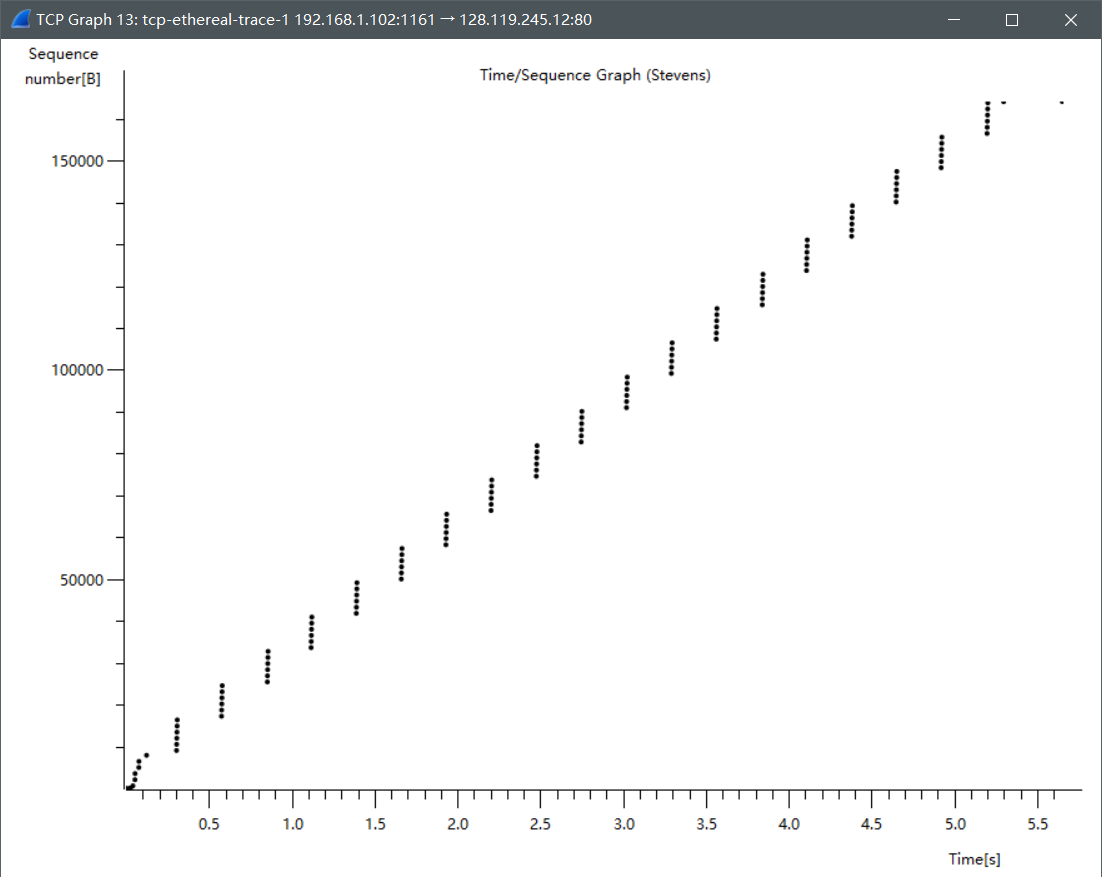 TCP Graph 13: tcp-ethereal-trace-1 192.168.1.102:1161 → 128.119.245.12:80
Sequence
number[B]
Time/Sequence Graph (Stevens)
150000
100000
50000
0.5 1.0 1.5 2.0 2.5 3.0 3.5 4.0 4.5 5.0 5.5
Time[s]